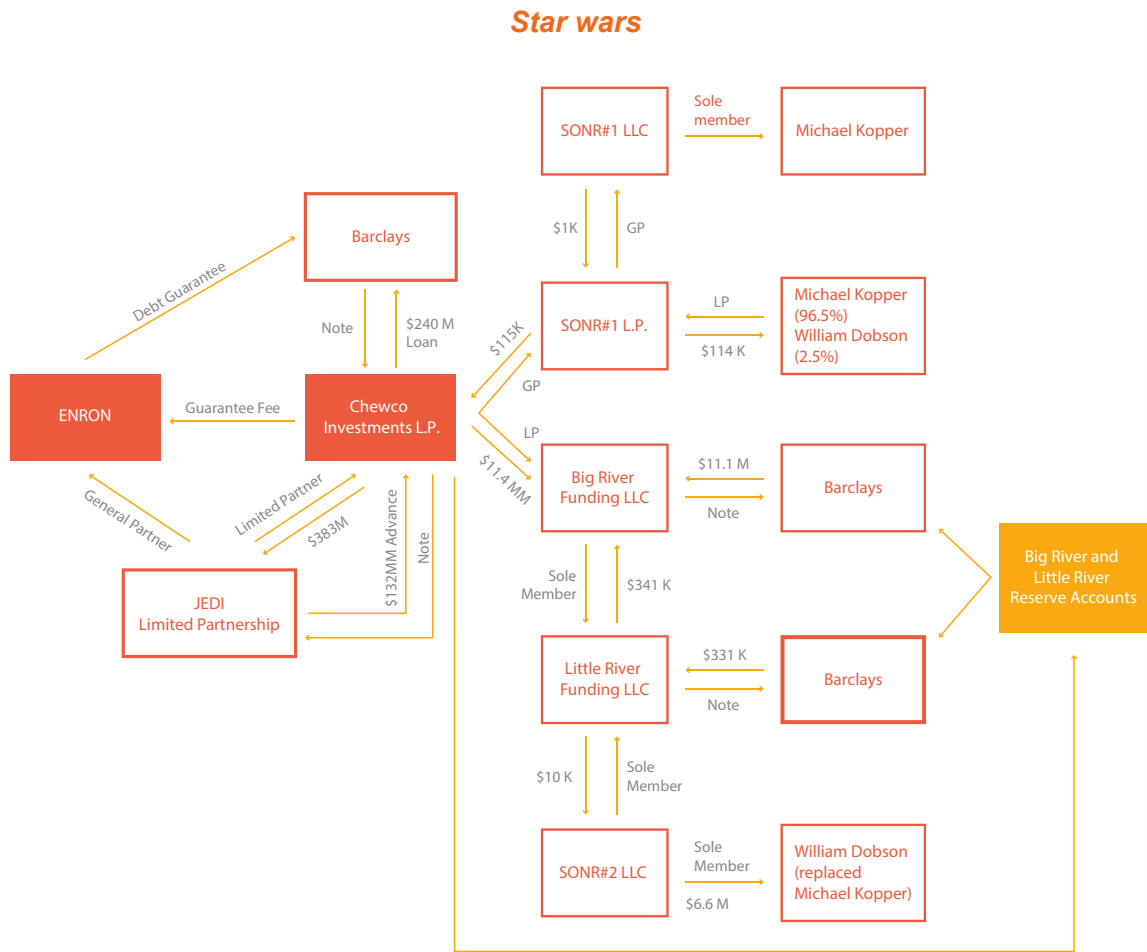 Star wars
SONR#1 LLC
Sole
member
Michael Kopper
$1K
GP
Barclays
Debt Guarantee
Note
$240 M
Loan
SONR#1 L.P.
LP
$114 K
Michael Kopper
(96.5%)
William Dobson
(2.5%)
$115K
GP
ENRON
Guarantee Fee
Chewco
Investments L.P.
LP
$11.4 MM
Big River
Funding LLC
$11.1 M
Note
Barclays
General Partner
Limited Partner
$383M
$132MM Advance
Note
Big River and
Little River
Reserve Accounts
JEDI
Limited Partnership
Sole
Member
$341 K
Little River
Funding LLC
$331 K
Note
Barclays
$10 K
Sole
Member
SONR#2 LLC
Sole
Member
$6.6 M
William Dobson
(replaced
Michael Kopper)